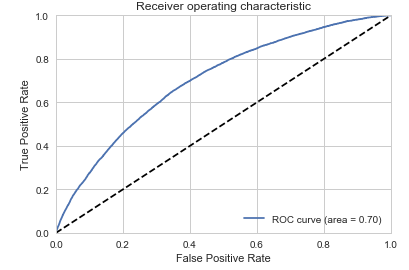 Receiver operating characteristic
1.0
0.8
0.6
0.4
0.2
0.0
True Positive Rate
ROC curve (area = 0.70)
0.0 0.2 0.4 0.6 0.8 1.0
False Positive Rate